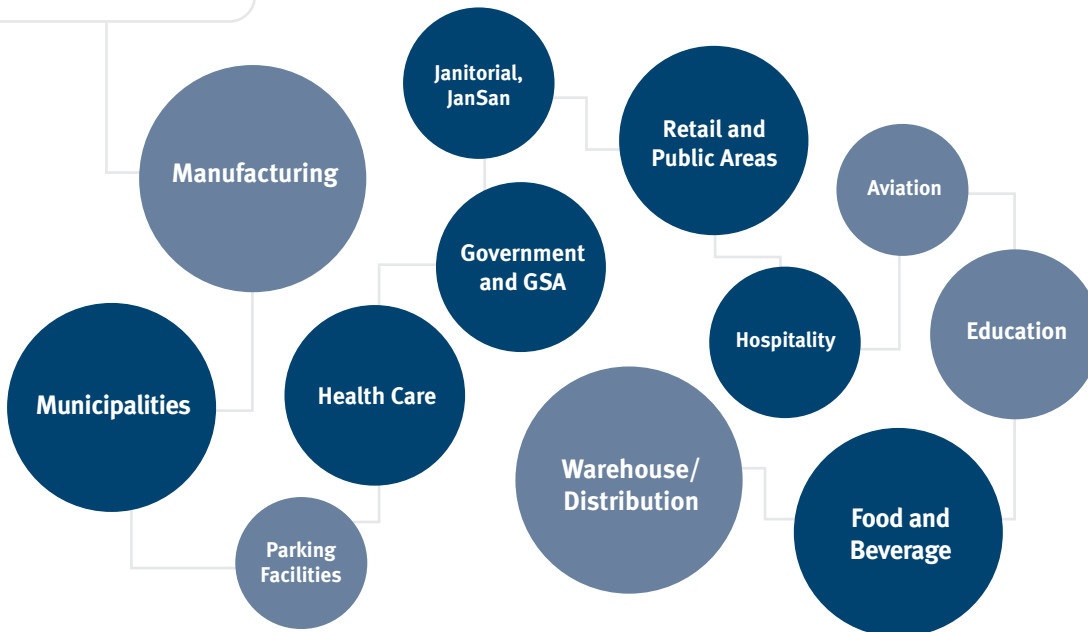 Janitorial,
JanSan
Retail and
Public Areas
Manufacturing
Aviation
Government
and GSA
Education
Hospitality
Health Care
Municipalities
Warehouse/
Distribution
Food and
Beverage
Parking
Facilities